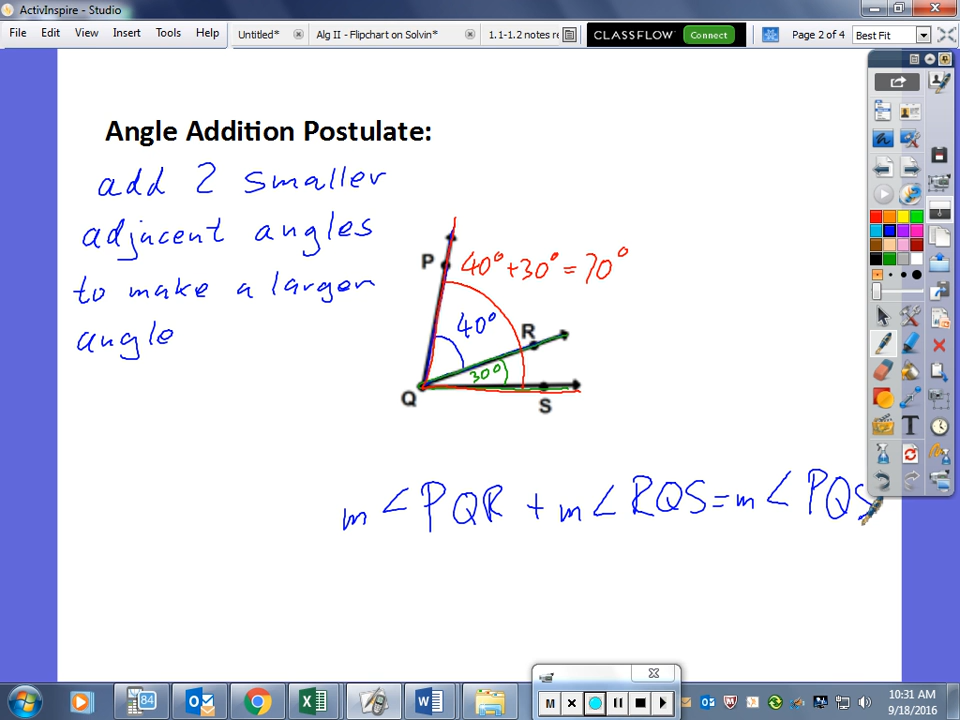 ActivInspire - Studio
File Edit View Insert Tools Help
Untitled* Alg II - Flipchart on Solvin* 1.1-1.2 notes re CLASSFLOW Connect Page 2 of 4 Best Fit
Angle Addition Postulate:
add 2 smaller
adjacent angles
to make a larger
angle
P 40°+30°=70°
40°
R
30°
Q
S
m∠PQR + m∠RQS = m∠PQS
T
M
84
10:31 AM
9/18/2016